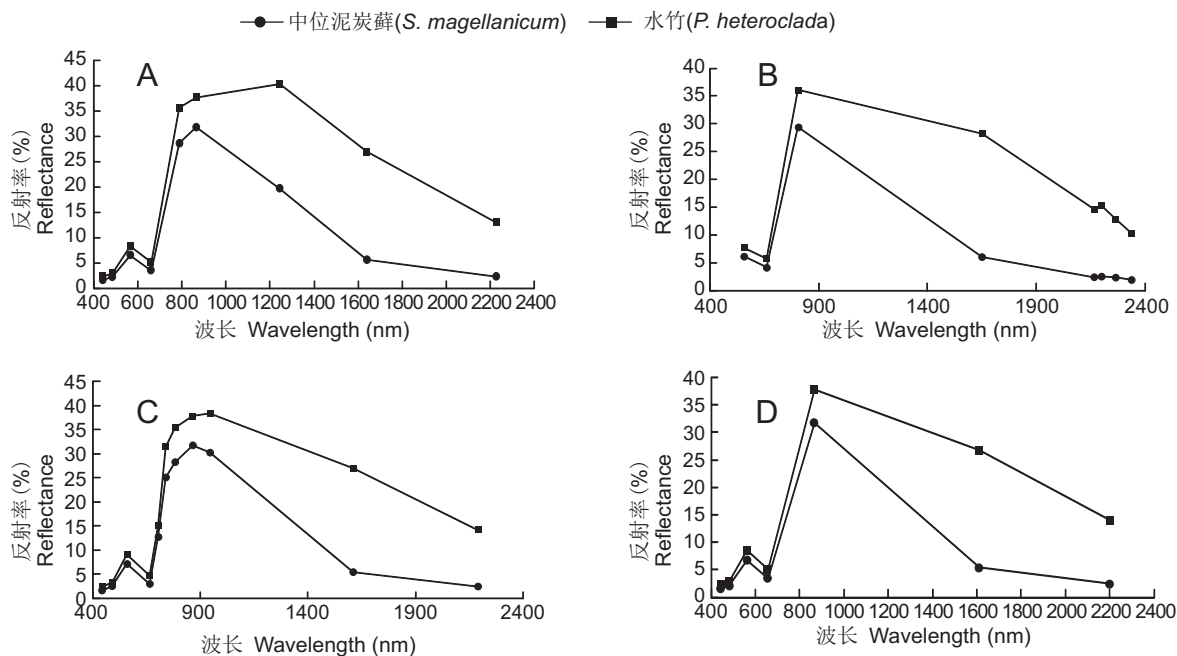 中位泥炭藓(S. magellanicum) 水竹(P. heteroclada)
A
45
40
35
30
25
20
15
10
5
0
反射率(%)
Reflectance
400 600 800 1000 1200 1400 1600 1800 2000 2200 2400
波长 Wavelength (nm)
B
40
35
30
25
20
15
10
5
0
反射率(%)
Reflectance
400 900 1400 1900 2400
波长 Wavelength (nm)
C
45
40
35
30
25
20
15
10
5
0
反射率(%)
Reflectance
400 900 1400 1900 2400
波长 Wavelength (nm)
D
40
35
30
25
20
15
10
5
0
反射率(%)
Reflectance
400 600 800 1000 1200 1400 1600 1800 2000 2200 2400
波长 Wavelength (nm)